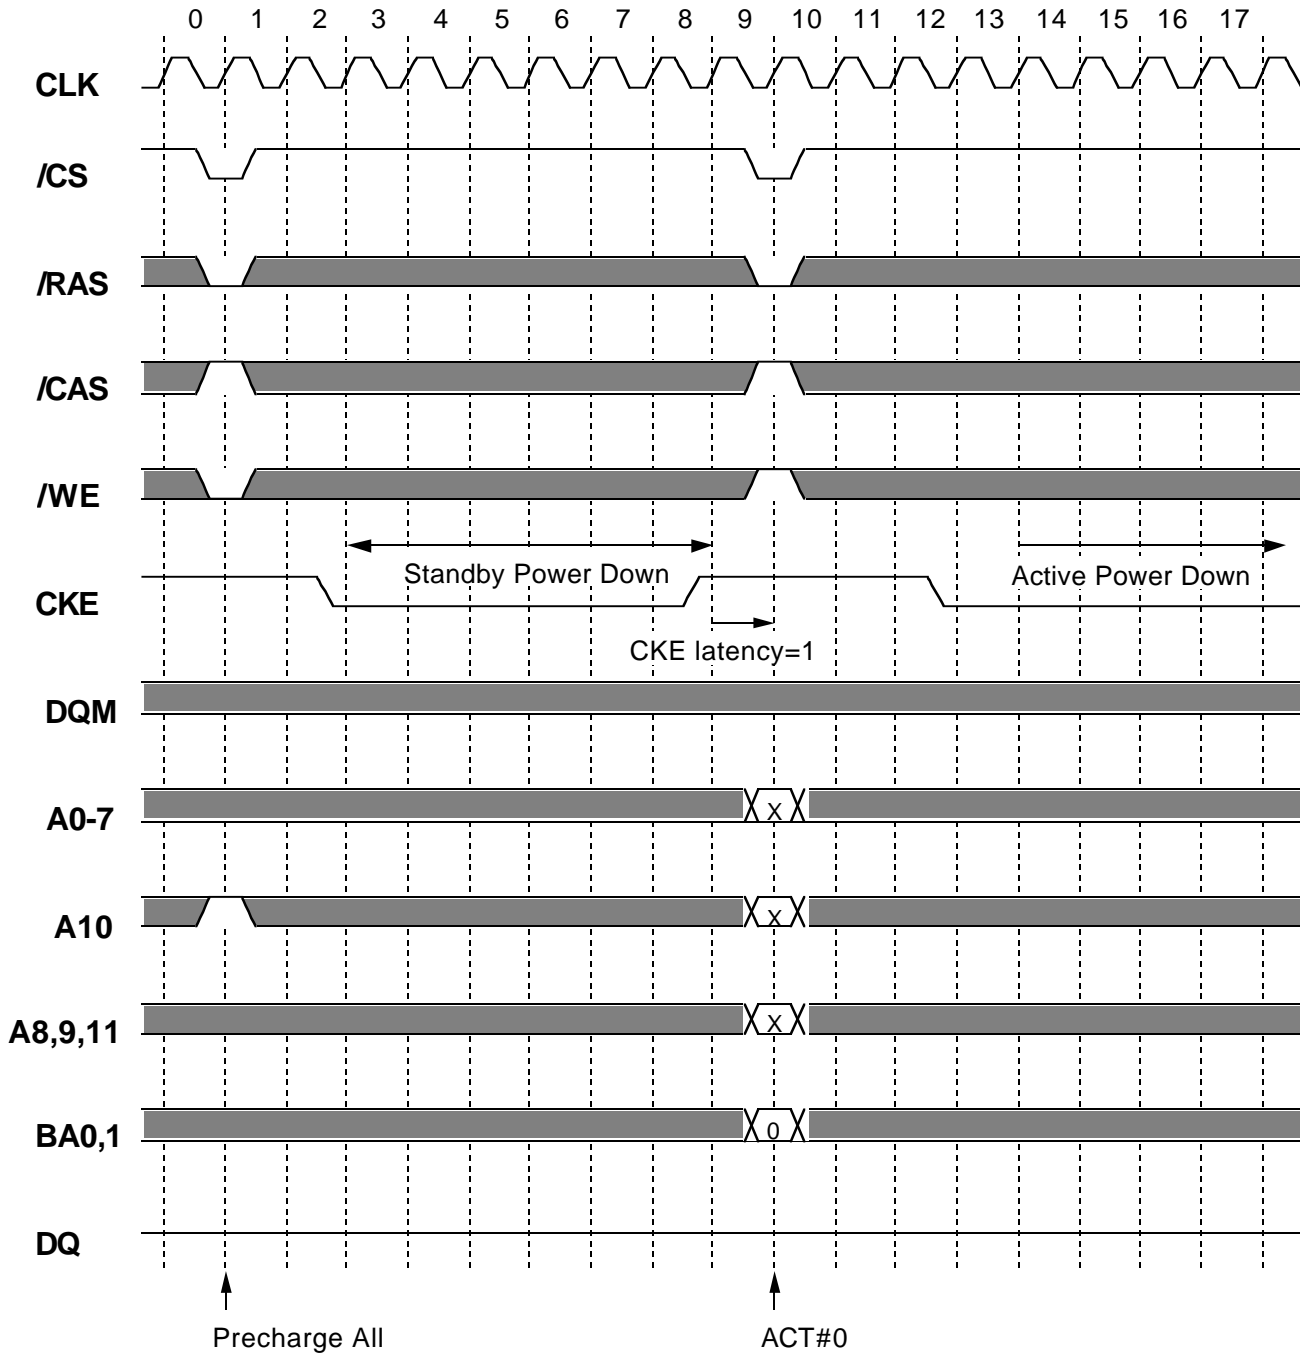 0 1 2 3 4 5 6 7 8 9 10 11 12 13 14 15 16 17
CLK
/CS
/RAS
/CAS
/WE
Standby Power Down
Active Power Down
CKE
CKE latency=1
DQM
A0-7
X
A10
X
A8,9,11
X
BA0,1
0
DQ
Precharge All
ACT#0